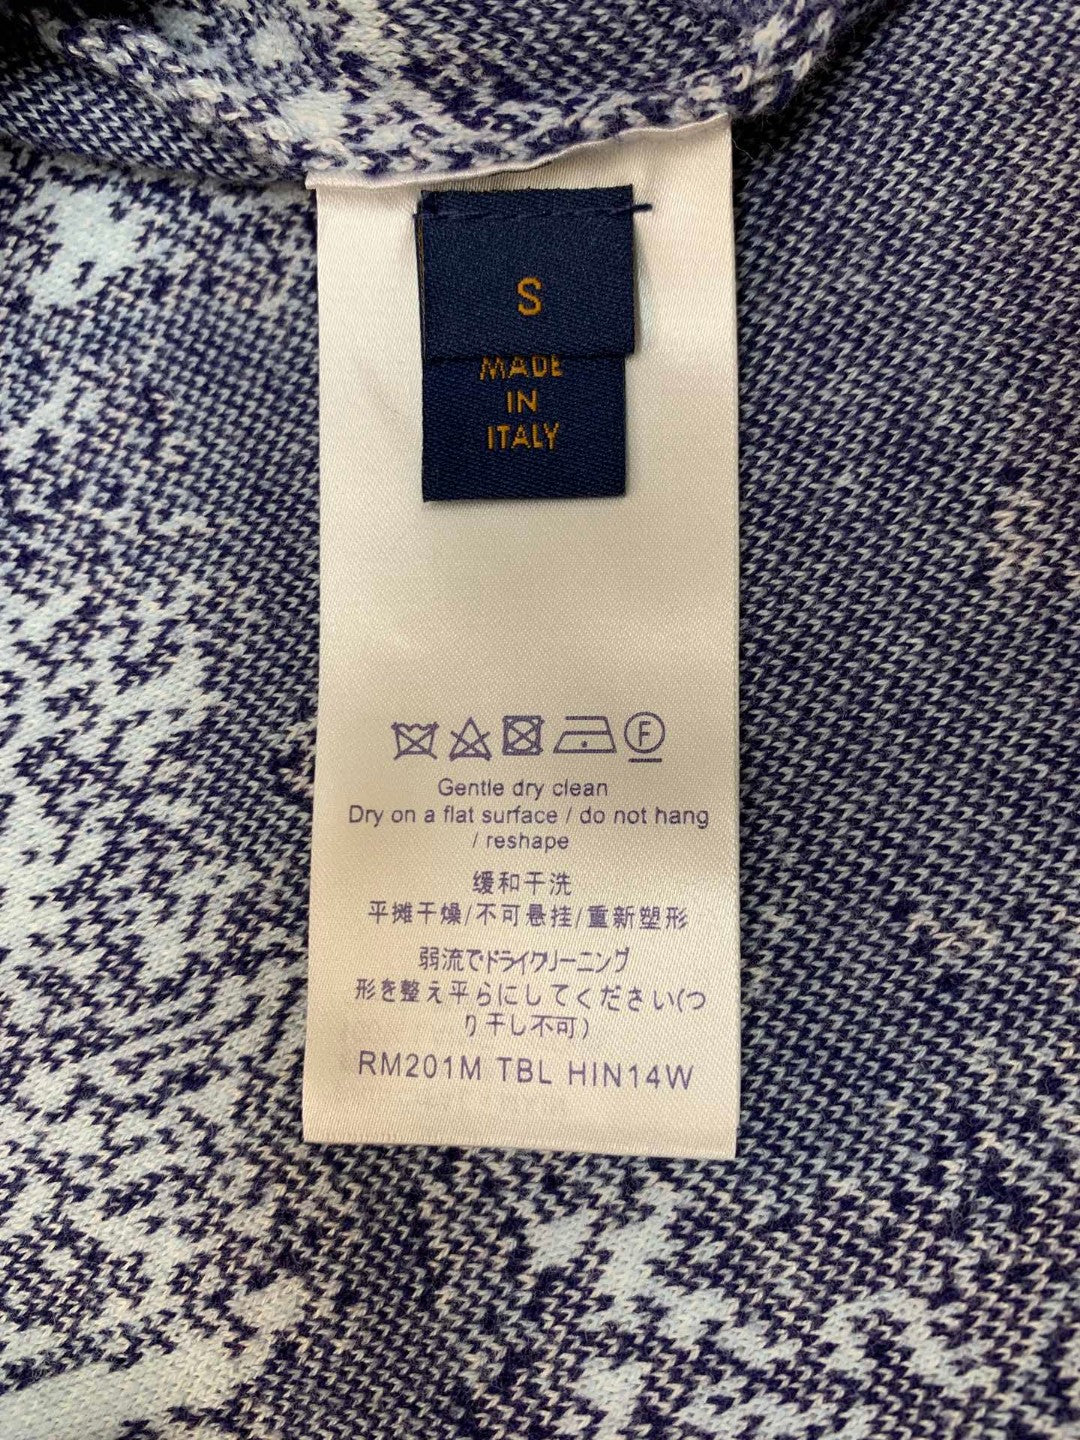 S
MADE
IN
ITALY
F
Gentle dry clean
Dry on a flat surface / do not hang
/ reshape
缓和干洗
平摊干燥/不可悬挂/重新塑形
弱流でドライクリーニング
形を整え平らにしてください(つ
り干し不可)
RM201M TBL HIN14W